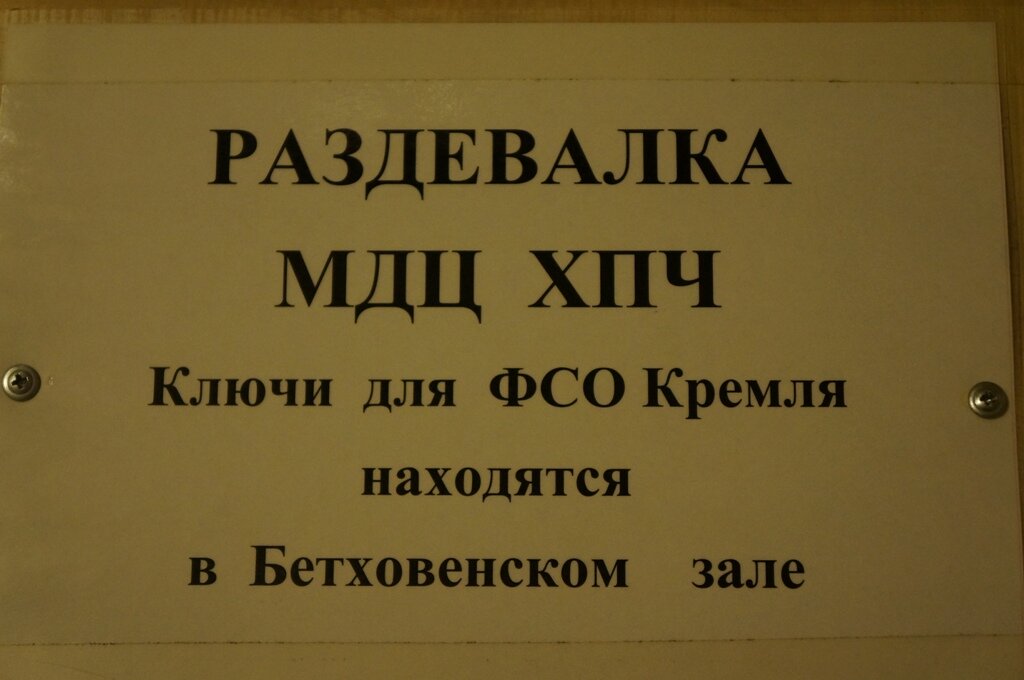 РАЗДЕВАЛКА
МДЦ ХПЧ
Ключи для ФСО Кремля
находятся
в Бетховенском зале